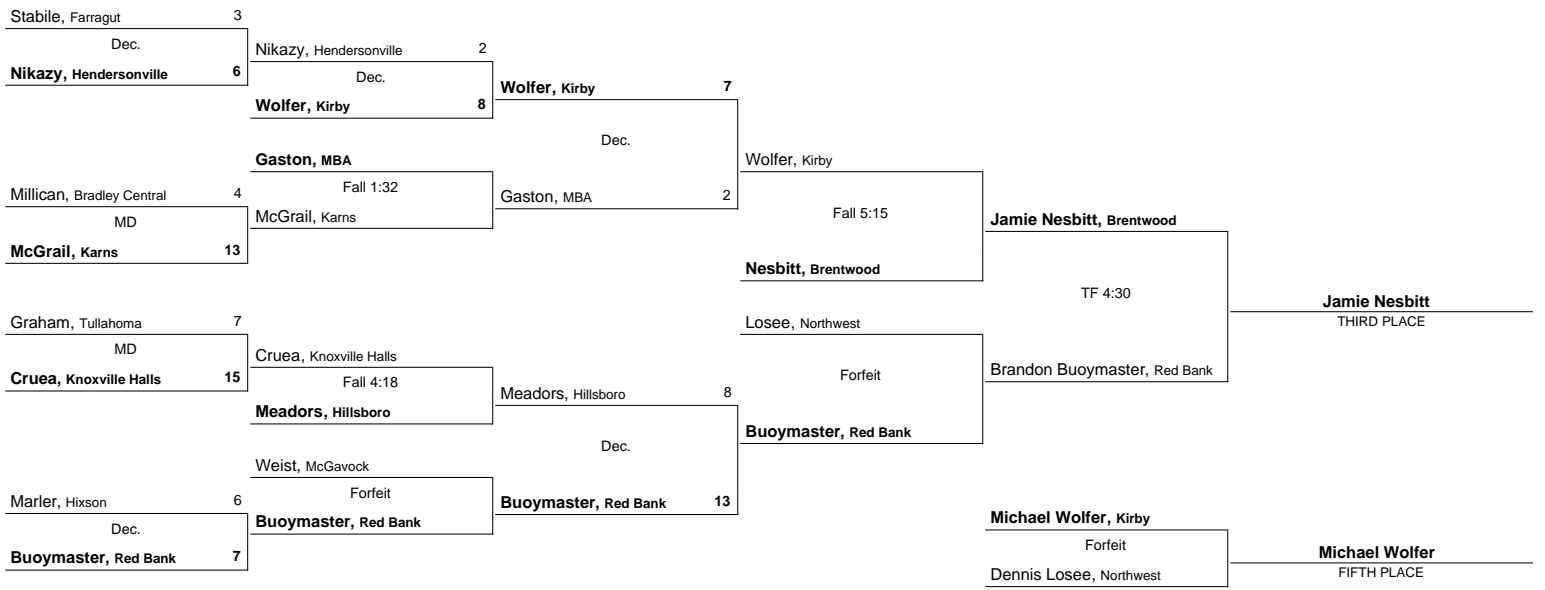 Stabile, Farragut 3
Dec.
Nikazy, Hendersonville 6
Millican, Bradley Central 4
MD
McGrail, Karns 13
Graham, Tullahoma 7
MD
Cruea, Knoxville Halls 15
Marler, Hixson 6
Dec.
Buoymaster, Red Bank 7
Nikazy, Hendersonville 2
Dec.
Wolfer, Kirby 8
Gaston, MBA
Fall 1:32
McGrail, Karns
Cruea, Knoxville Halls
Fall 4:18
Meadors, Hillsboro
Weist, McGavock
Forfeit
Buoymaster, Red Bank
Wolfer, Kirby 7
Dec.
Gaston, MBA 2
Meadors, Hillsboro 8
Dec.
Buoymaster, Red Bank 13
Wolfer, Kirby
Fall 5:15
Nesbitt, Brentwood
Losee, Northwest
Forfeit
Buoymaster, Red Bank
Jamie Nesbitt, Brentwood
TF 4:30
Brandon Buoymaster, Red Bank
Jamie Nesbitt
THIRD PLACE
Michael Wolfer, Kirby
Forfeit
Dennis Losee, Northwest
Michael Wolfer
FIFTH PLACE